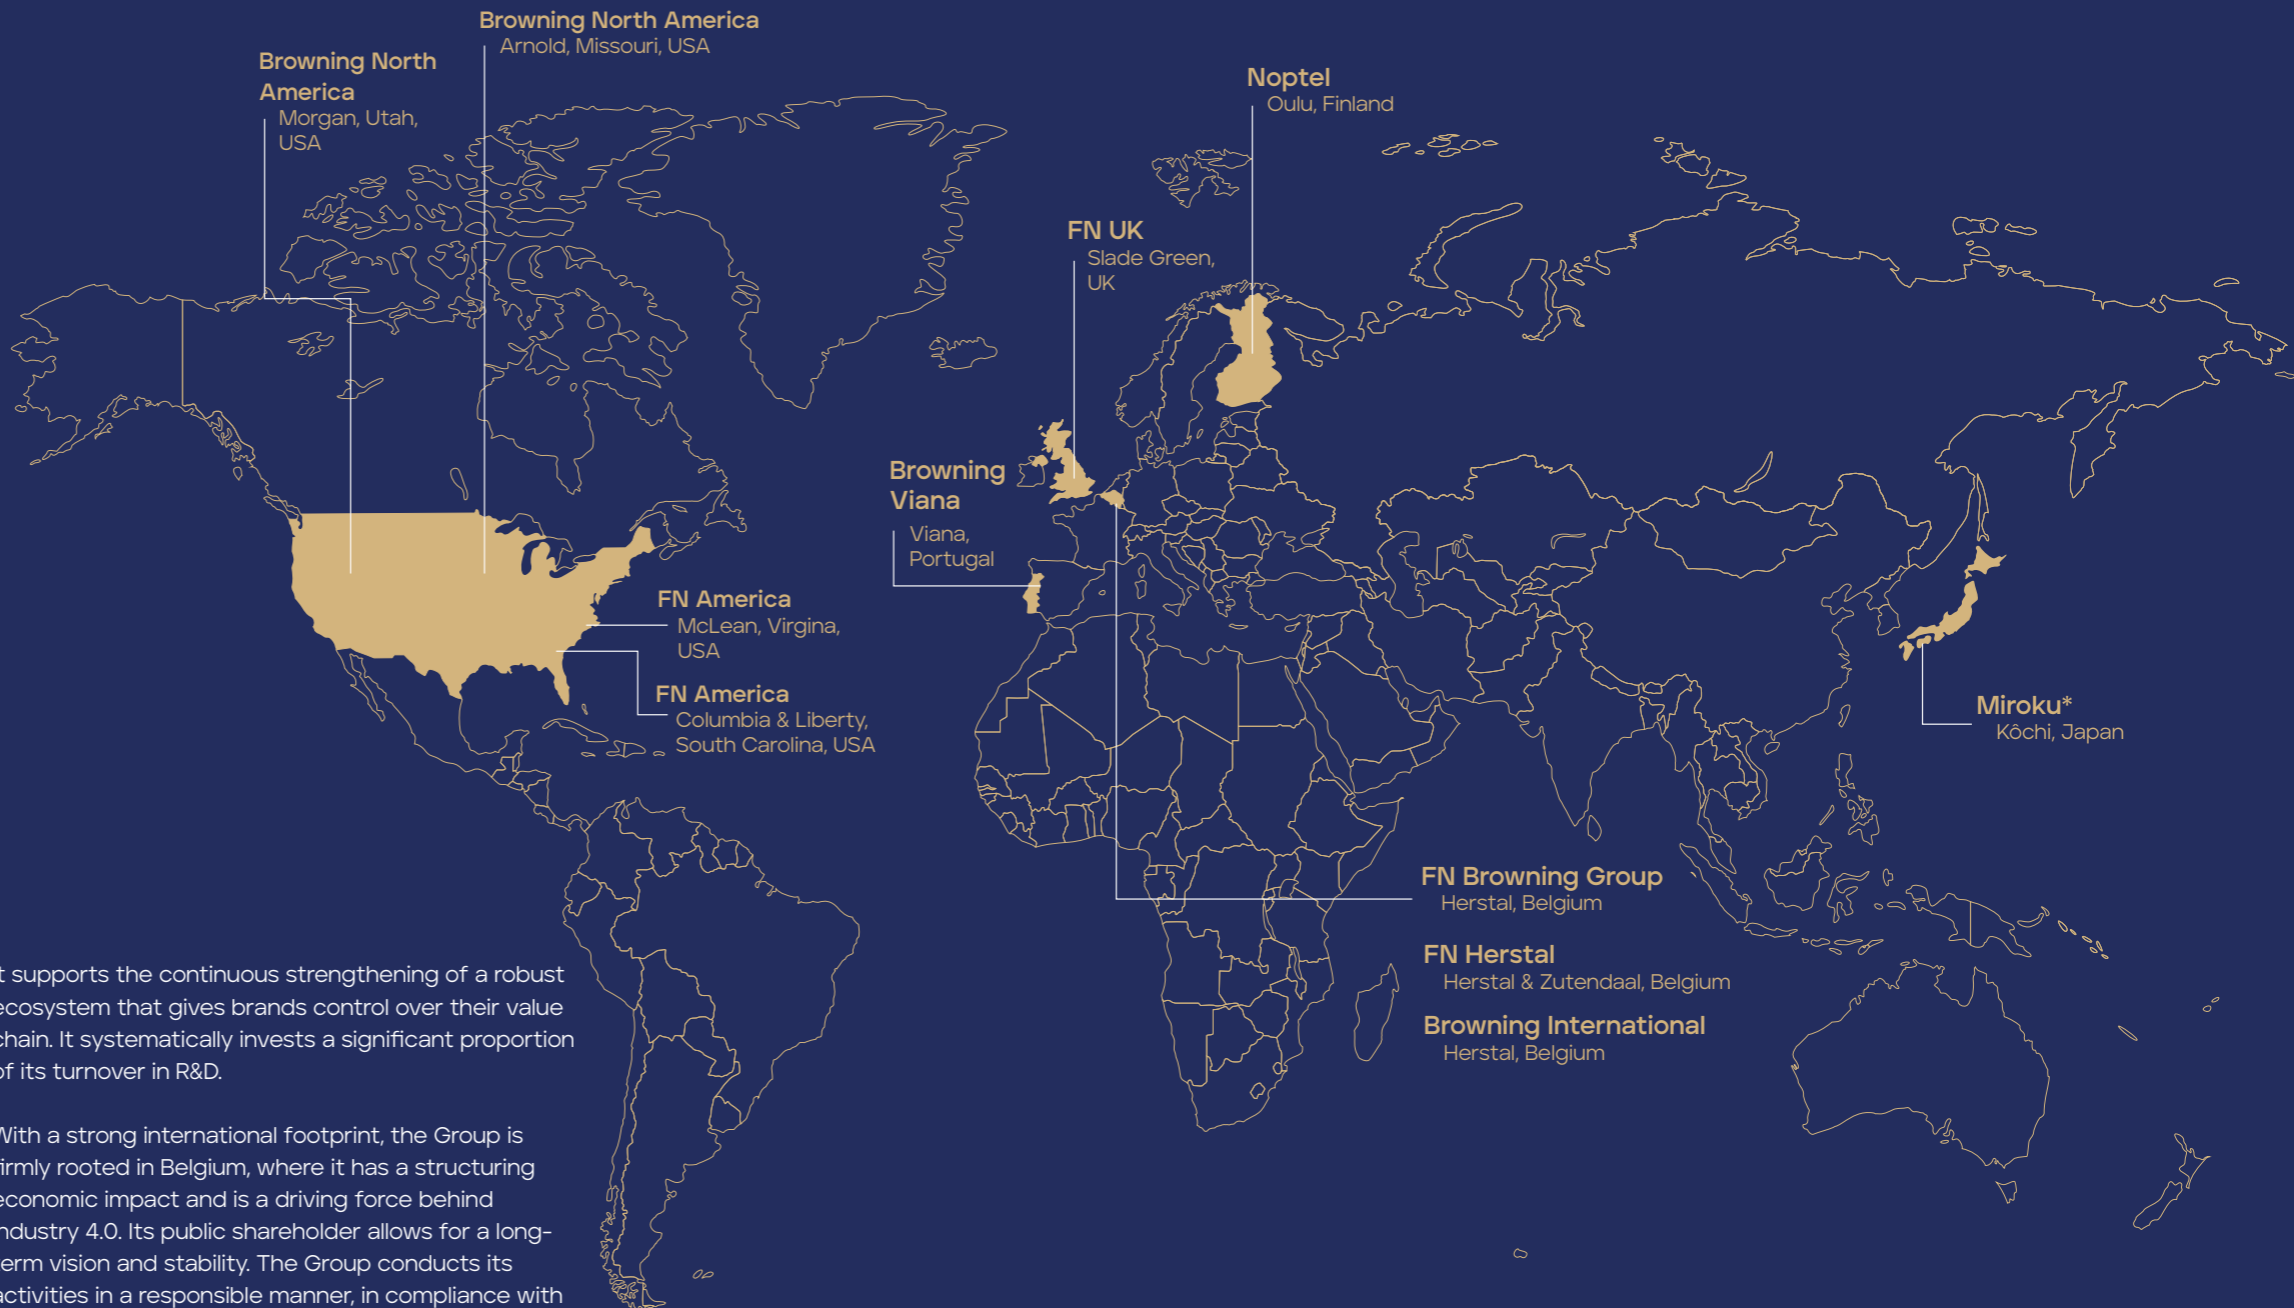 Browning North America
Arnold, Missouri, USA
Browning North
America
Morgan, Utah,
USA
Noptel
Oulu, Finland
FN UK
Slade Green,
UK
Browning
Viana
Viana,
Portugal
FN America
McLean, Virgina,
USA
FN America
Columbia & Liberty,
South Carolina, USA
Miroku*
Kôchi, Japan
FN Browning Group
Herstal, Belgium
FN Herstal
Herstal & Zutendaal, Belgium
Browning International
Herstal, Belgium
t supports the continuous strengthening of a robust
ecosystem that gives brands control over their value
chain. It systematically invests a significant proportion
of its turnover in R&D.
With a strong international footprint, the Group is
firmly rooted in Belgium, where it has a structuring
economic impact and is a driving force behind
ndustry 4.0. Its public shareholder allows for a long-
term vision and stability. The Group conducts its
activities in a responsible manner, in compliance with